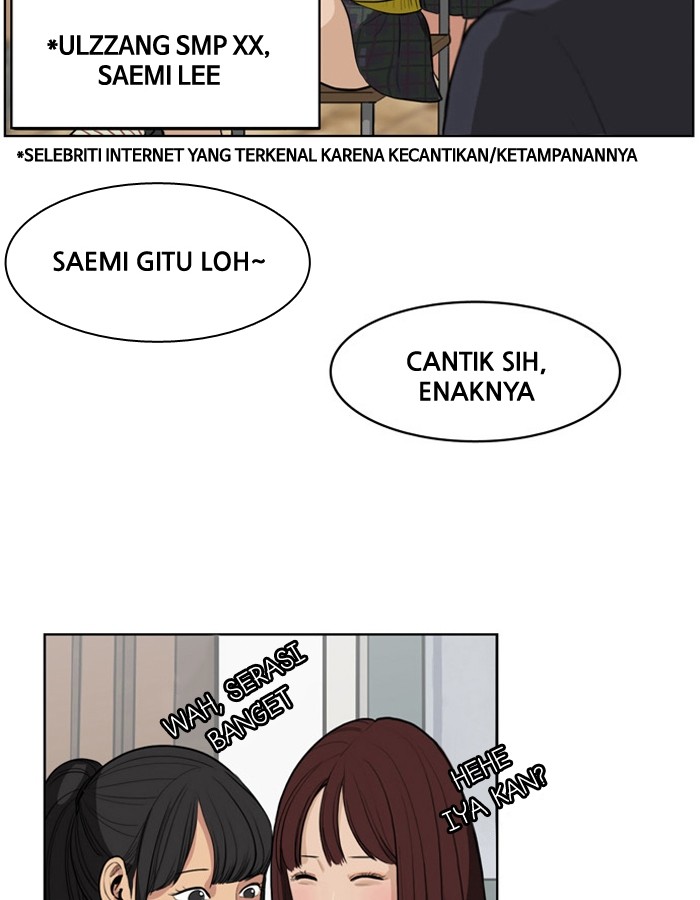 *ULZZANG SMP XX,
SAEMI LEE
*SELEBRITI INTERNET YANG TERKENAL KARENA KECANTIKAN/KETAMPANANNYA
SAEMI GITU LOH~
CANTIK SIH,
ENAKNYA
WAH, SERASI
BANGET
HEHE
IYA KAN?